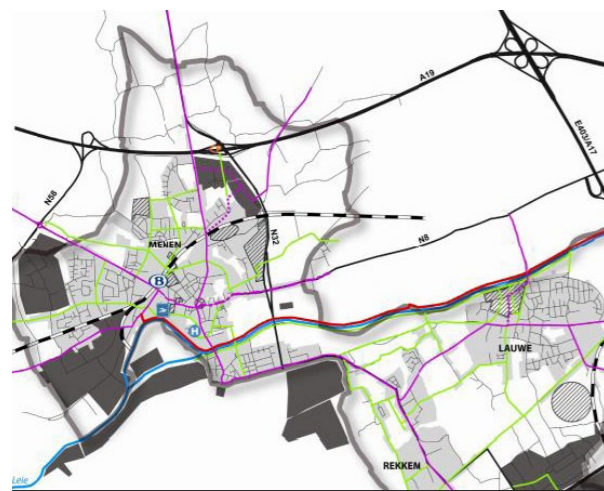 A19
E403/A17
N58
MENEN
N32
N8
B
H
LAUWE
REKKEM
Leie